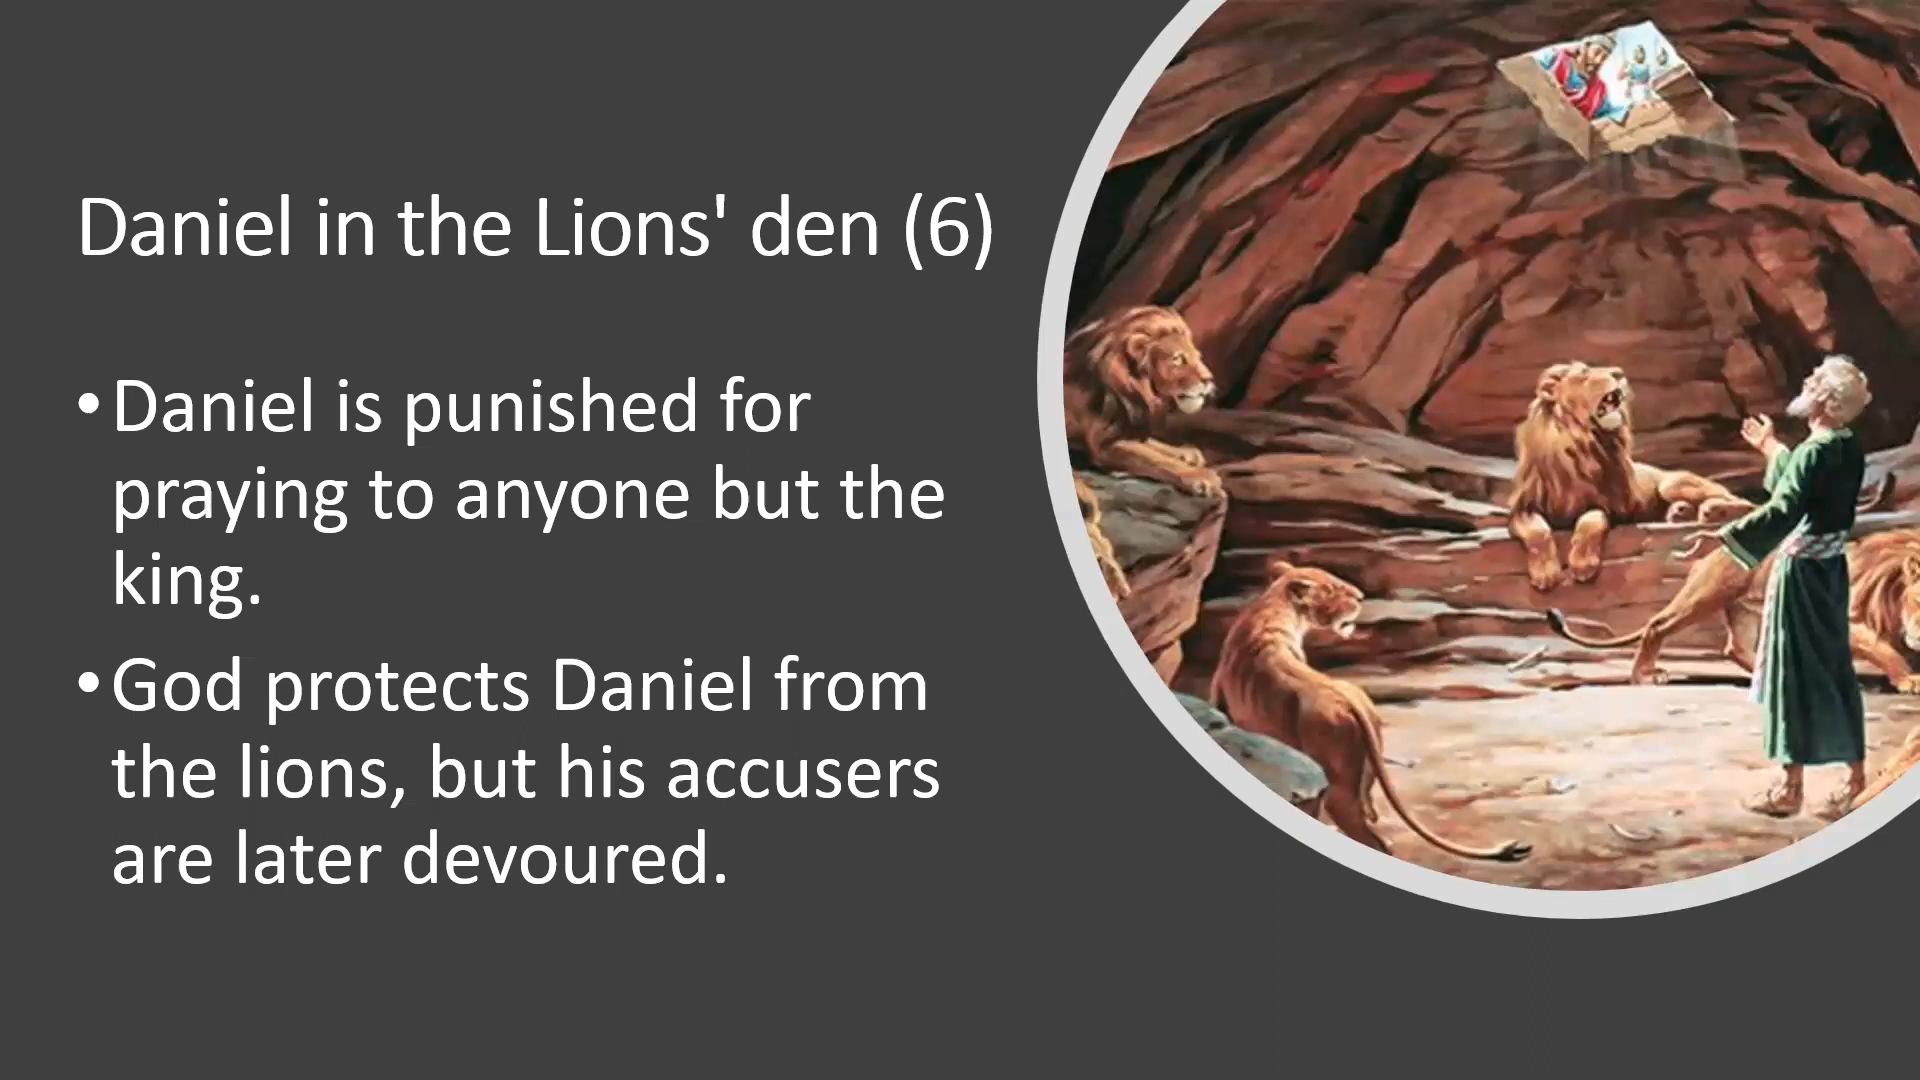 Daniel in the Lions' den (6)
• Daniel is punished for
praying to anyone but the
king.
• God protects Daniel from
the lions, but his accusers
are later devoured.